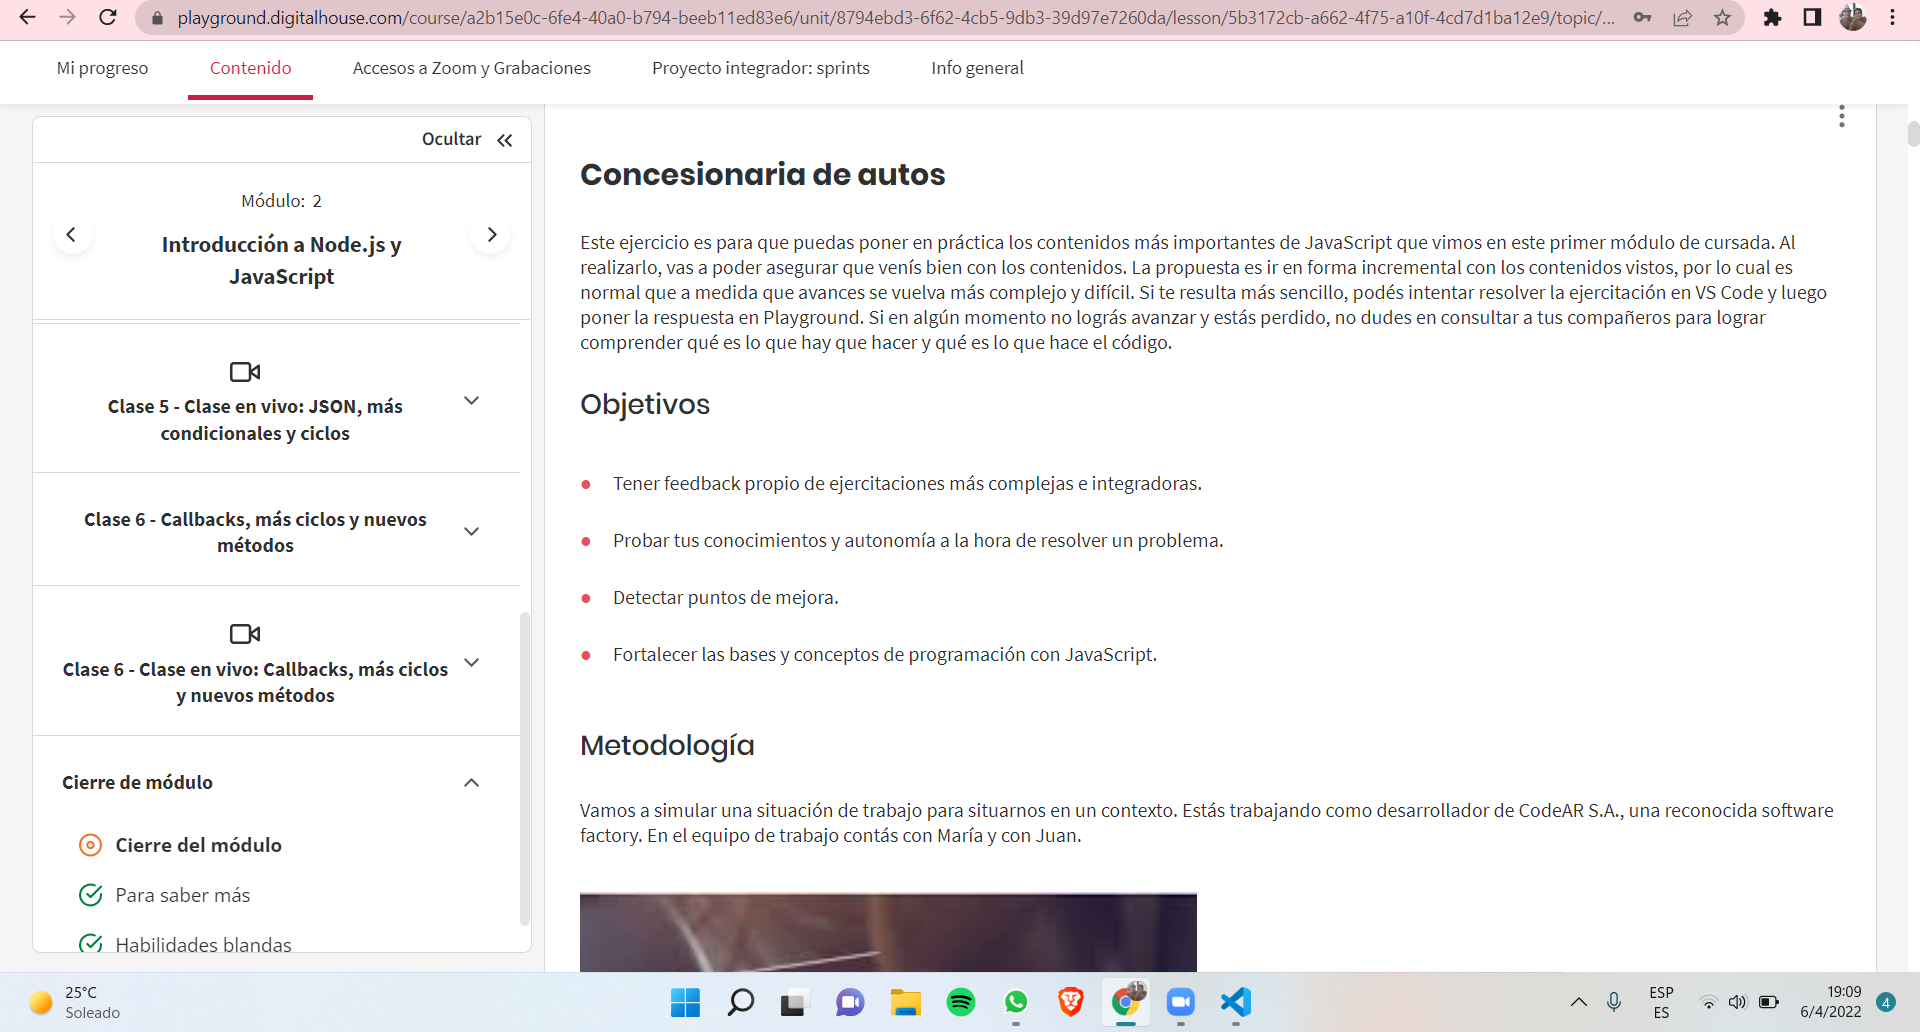 playground.digitalhouse.com/course/a2b15e0c-6fe4-40a0-b794-beeb11ed83e6/unit/8794ebd3-6f62-4cb5-9db3-39d97e7260da/lesson/5b3172cb-a662-4f75-a10f-4cd7d1ba12e9/topic/...
Mi progreso
Contenido
Accesos a Zoom y Grabaciones
Proyecto integrador: sprints
Info general
Ocultar
Módulo: 2
Introducción a Node.js y
JavaScript
Clase 5 - Clase en vivo: JSON, más
condicionales y ciclos
Clase 6 - Callbacks, más ciclos y nuevos
métodos
Clase 6 - Clase en vivo: Callbacks, más ciclos
y nuevos métodos
Cierre de módulo
Cierre del módulo
Para saber más
Habilidades blandas
Concesionaria de autos
Este ejercicio es para que puedas poner en práctica los contenidos más importantes de JavaScript que vimos en este primer módulo de cursada. Al
realizarlo, vas a poder asegurar que venís bien con los contenidos. La propuesta es ir en forma incremental con los contenidos vistos, por lo cual es
normal que a medida que avances se vuelva más complejo y difícil. Si te resulta más sencillo, podés intentar resolver la ejercitación en VS Code y luego
poner la respuesta en Playground. Si en algún momento no lográs avanzar y estás perdido, no dudes en consultar a tus compañeros para lograr
comprender qué es lo que hay que hacer y qué es lo que hace el código.
Objetivos
Tener feedback propio de ejercitaciones más complejas e integradoras.
Probar tus conocimientos y autonomía a la hora de resolver un problema.
Detectar puntos de mejora.
Fortalecer las bases y conceptos de programación con JavaScript.
Metodología
Vamos a simular una situación de trabajo para situarnos en un contexto. Estás trabajando como desarrollador de CodeAR S.A., una reconocida software
factory. En el equipo de trabajo contás con María y con Juan.
25°C
Soleado
ESP
ES
19:09
6/4/2022
4